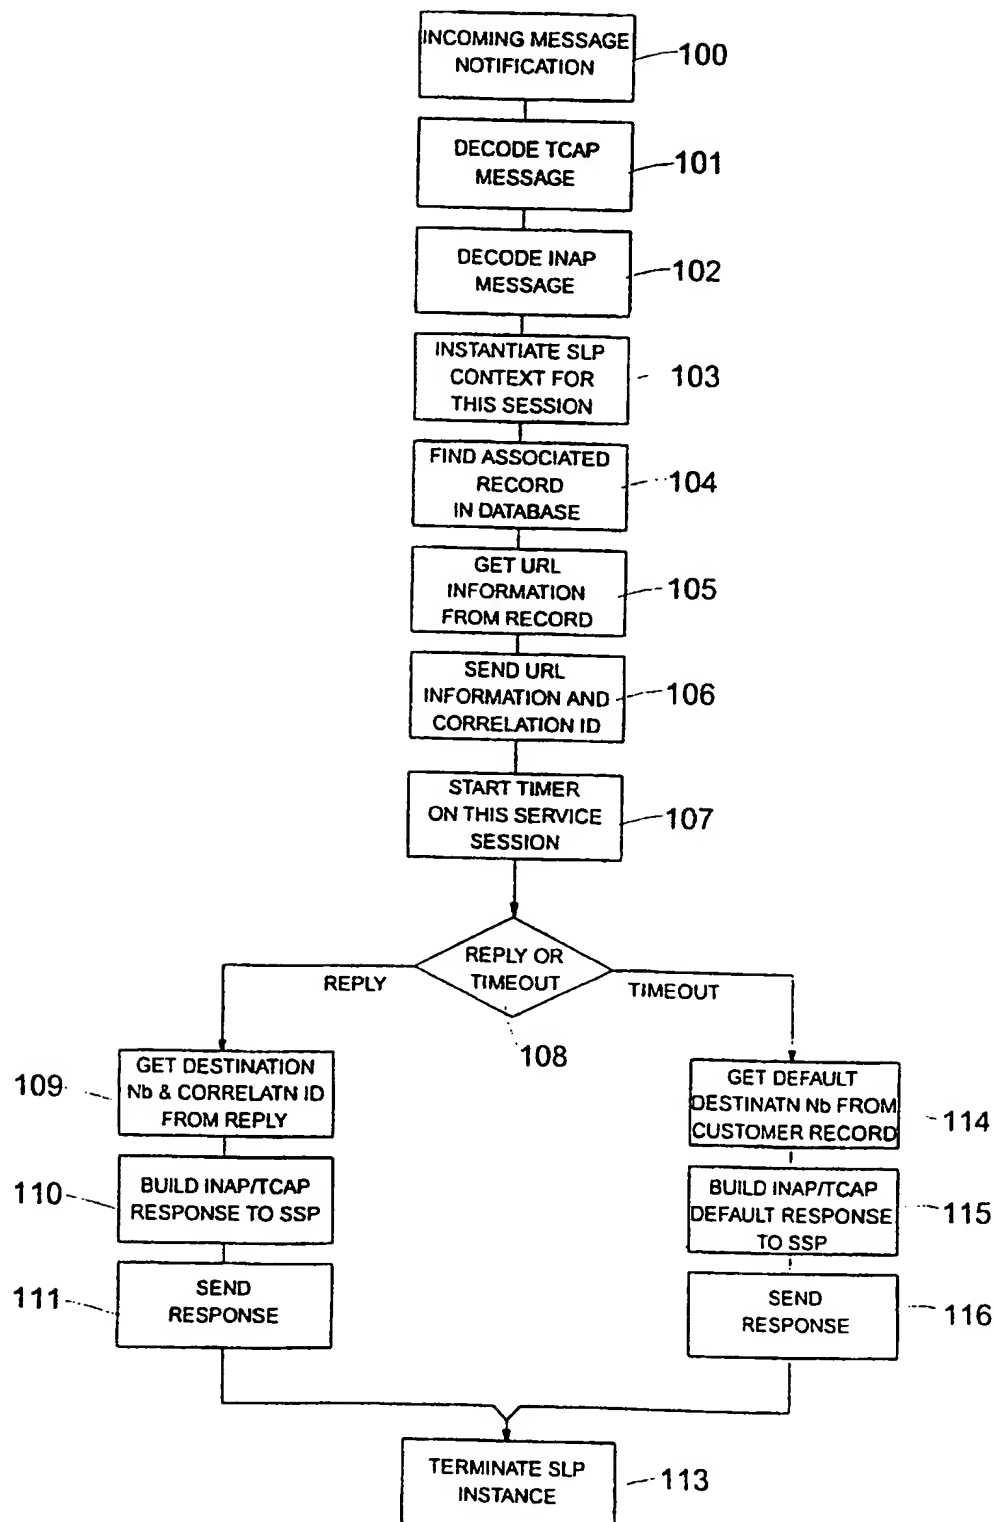 INCOMING MESSAGE
NOTIFICATION
100
DECODE TCAP
MESSAGE
101
DECODE INAP
MESSAGE
102
INSTANTIATE SLP
CONTEXT FOR
THIS SESSION
103
FIND ASSOCIATED
RECORD
IN DATABASE
104
GET URL
INFORMATION
FROM RECORD
105
SEND URL
INFORMATION AND
CORRELATION ID
106
START TIMER
ON THIS SERVICE
SESSION
107
REPLY OR
TIMEOUT
REPLY
TIMEOUT
108
GET DESTINATION
Nb & CORRELATN ID
FROM REPLY
109
BUILD INAP/TCAP
RESPONSE TO SSP
110
SEND
RESPONSE
111
GET DEFAULT
DESTINATN Nb FROM
CUSTOMER RECORD
114
BUILD INAP/TCAP
DEFAULT RESPONSE
TO SSP
115
SEND
RESPONSE
116
TERMINATE SLP
INSTANCE
113